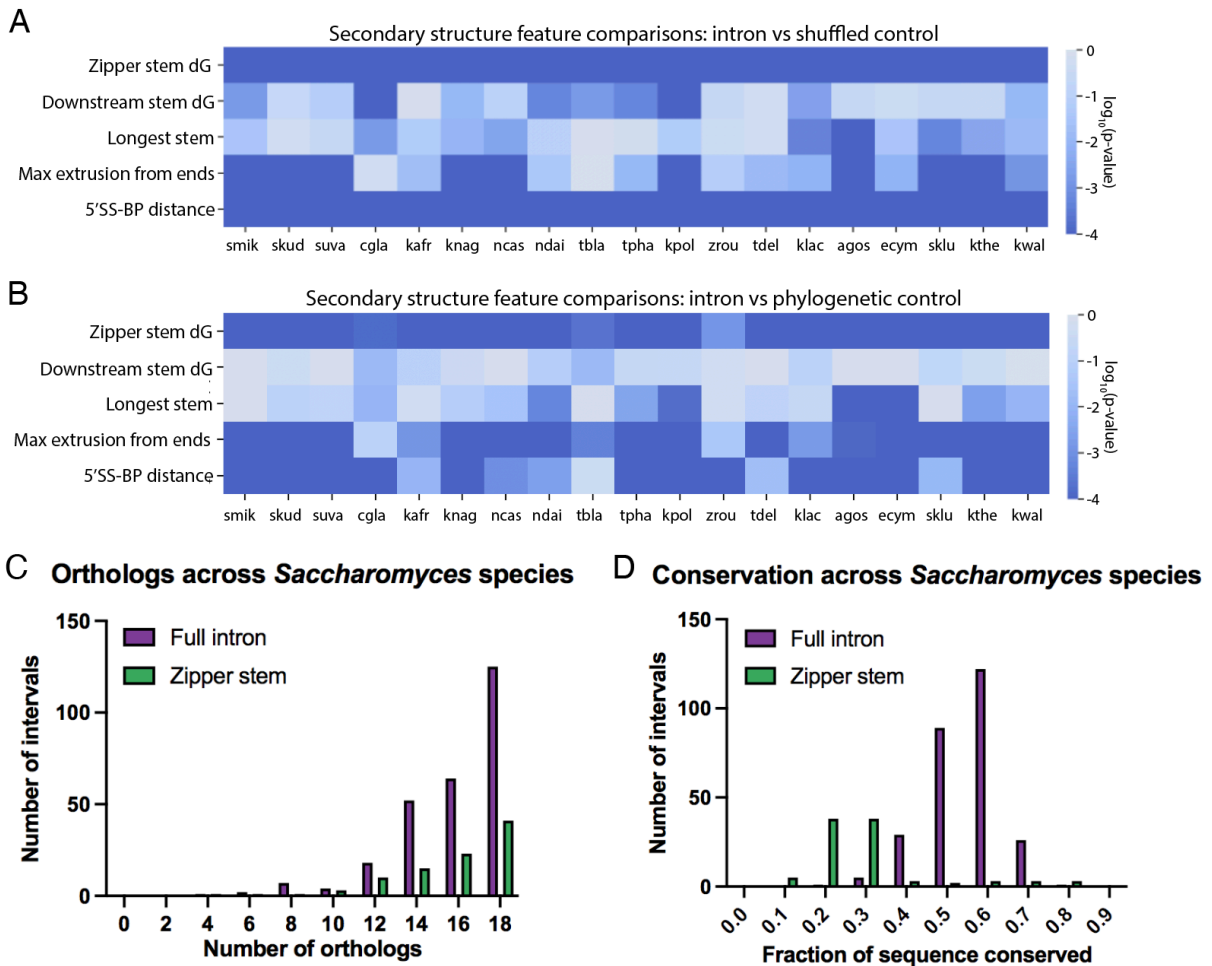 A
Secondary structure feature comparisons: intron vs shuffled control
Zipper stem dG
Downstream stem dG
Longest stem
Max extrusion from ends
5'SS-BP distance
smik skud suva cgla kafr knag ncas ndai tbla tpha kpol zrou tdel klac agos ecym sklu kthe kwal
0
-1
-2
-3
-4
log10(p-value)
B
Secondary structure feature comparisons: intron vs phylogenetic control
Zipper stem dG
Downstream stem dG
Longest stem
Max extrusion from ends
5'SS-BP distance
smik skud suva cgla kafr knag ncas ndai tbla tpha kpol zrou tdel klac agos ecym sklu kthe kwal
0
-1
-2
-3
-4
log10(p-value)
C
Orthologs across Saccharomyces species
150
100
50
0
Number of intervals
Full intron
Zipper stem
0 2 4 6 8 10 12 14 16 18
Number of orthologs
D
Conservation across Saccharomyces species
150
100
50
0
Number of intervals
Full intron
Zipper stem
0.0 0.1 0.2 0.3 0.4 0.5 0.6 0.7 0.8 0.9
Fraction of sequence conserved